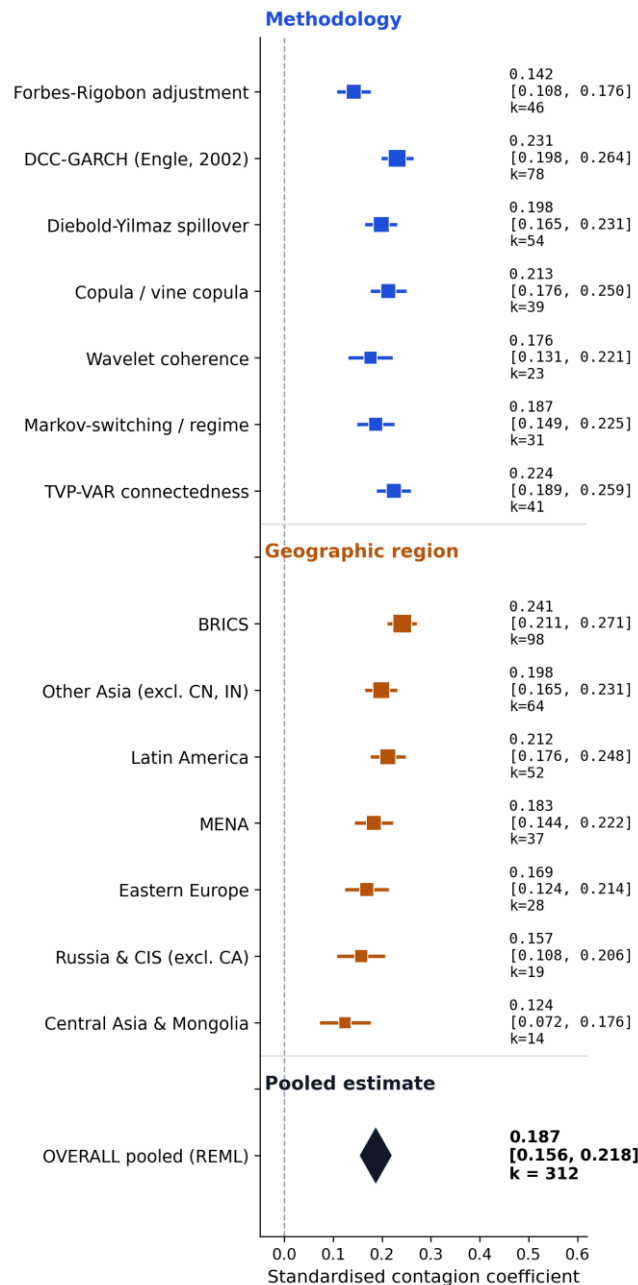 Methodology
Forbes-Rigobon adjustment
0.142
[0.108, 0.176]
k=46
DCC-GARCH (Engle, 2002)
0.231
[0.198, 0.264]
k=78
Diebold-Yilmaz spillover
0.198
[0.165, 0.231]
k=54
Copula / vine copula
0.213
[0.176, 0.250]
k=39
Wavelet coherence
0.176
[0.131, 0.221]
k=23
Markov-switching / regime
0.187
[0.149, 0.225]
k=31
TVP-VAR connectedness
0.224
[0.189, 0.259]
k=41
Geographic region
BRICS
0.241
[0.211, 0.271]
k=98
Other Asia (excl. CN, IN)
0.198
[0.165, 0.231]
k=64
Latin America
0.212
[0.176, 0.248]
k=52
MENA
0.183
[0.144, 0.222]
k=37
Eastern Europe
0.169
[0.124, 0.214]
k=28
Russia & CIS (excl. CA)
0.157
[0.108, 0.206]
k=19
Central Asia & Mongolia
0.124
[0.072, 0.176]
k=14
Pooled estimate
OVERALL pooled (REML)
0.187
[0.156, 0.218]
k = 312
0.0 0.1 0.2 0.3 0.4 0.5 0.6
Standardised contagion coefficient